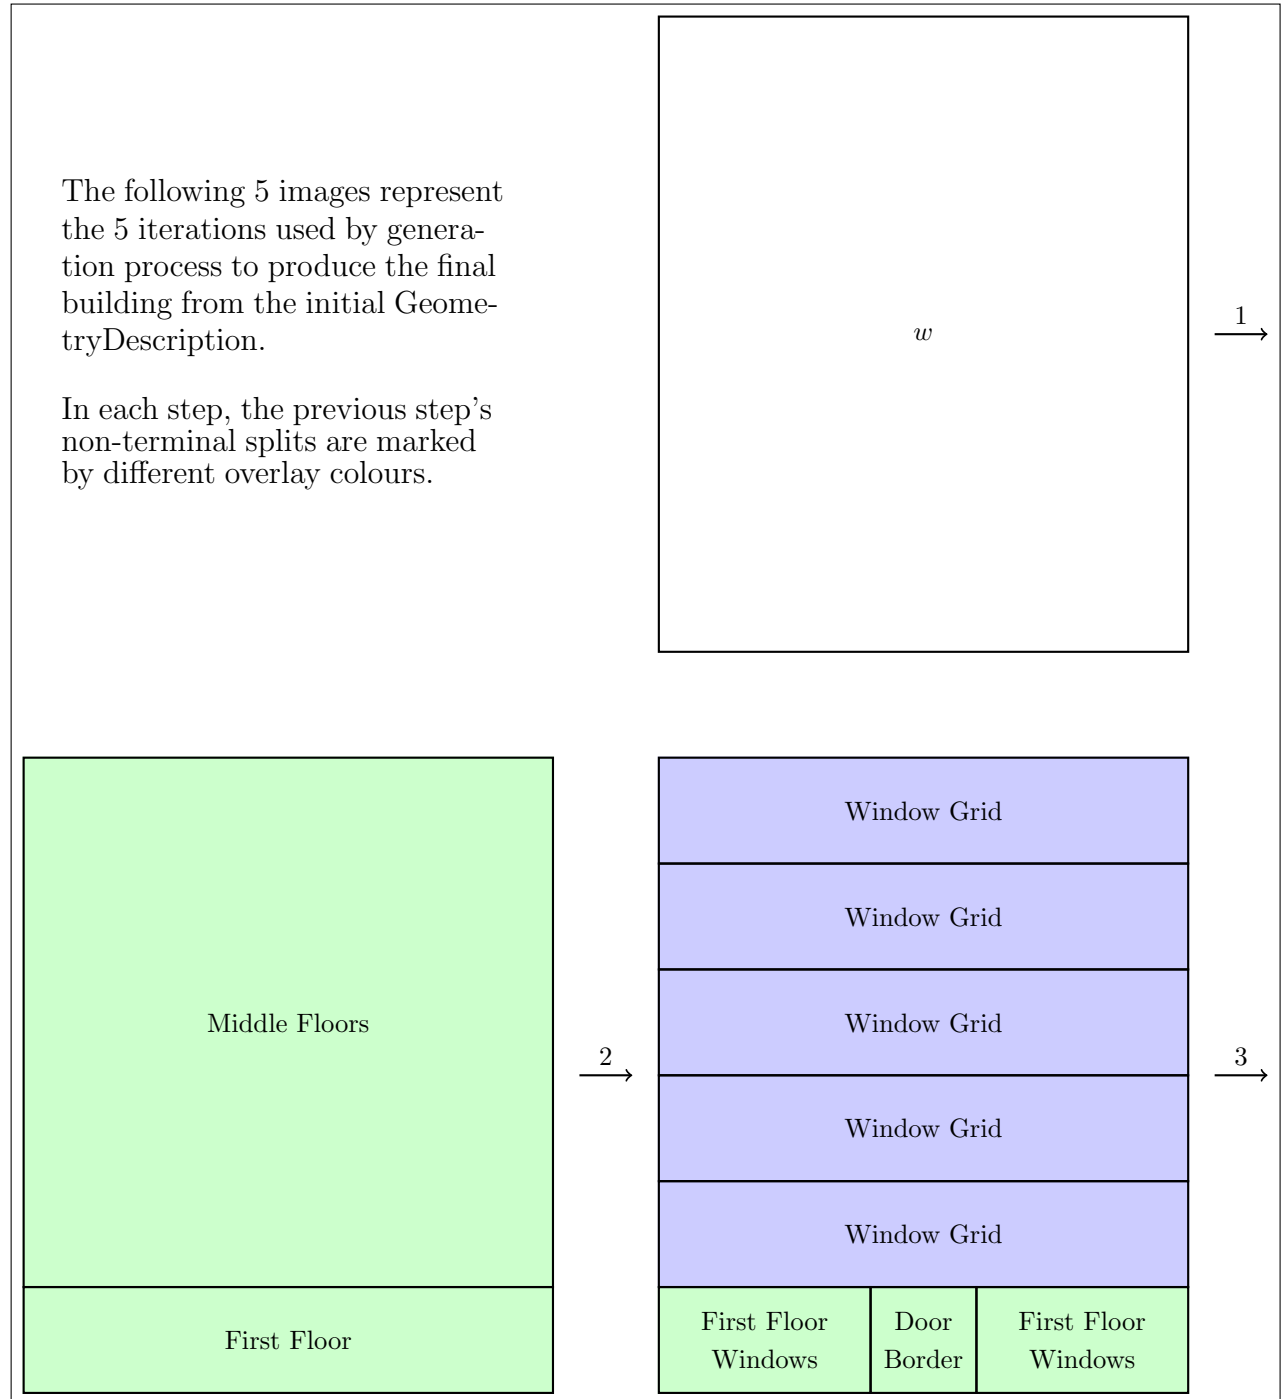 The following 5 images represent
the 5 iterations used by genera-
tion process to produce the final
building from the initial Geome-
tryDescription.
In each step, the previous step's
non-terminal splits are marked
by different overlay colours.
w
1
Middle Floors
First Floor
2
Window Grid
Window Grid
Window Grid
Window Grid
Window Grid
First Floor
Windows
Door
Border
First Floor
Windows
3